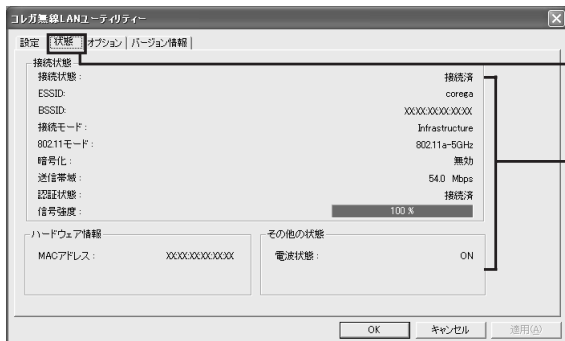 コレガ無線LANユーティリティー
設定 状態 オプション バージョン情報
接続状態
接続状態： 接続済
ESSID: corega
BSSID: XX:XX:XX:XX:XX:XX
接続モード： Infrastructure
802.11モード： 802.11a-5GHz
暗号化： 無効
送信帯域： 54.0 Mbps
認証状態： 接続済
信号強度： 100 %
ハードウェア情報
MACアドレス： XX:XX:XX:XX:XX:XX
その他の状態
電波状態： ON
OK キャンセル 適用(A)